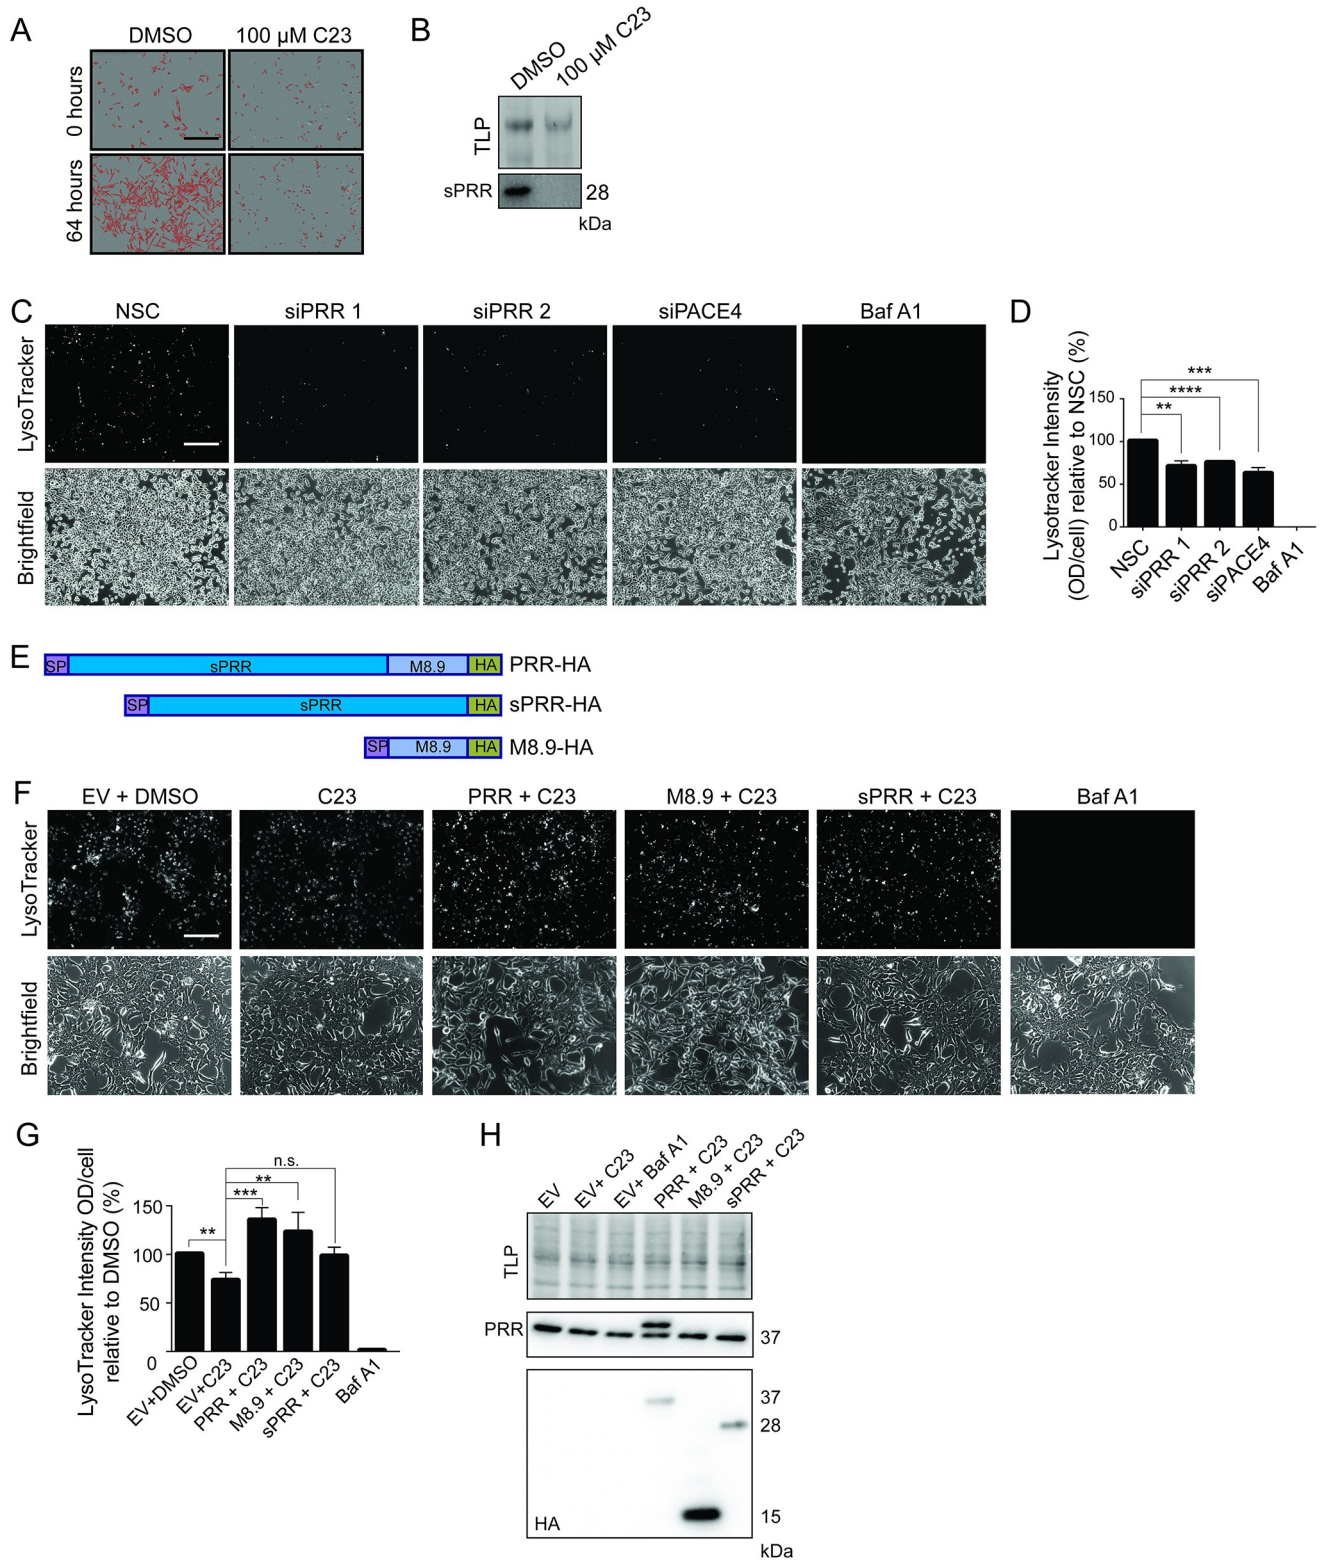 A
DMSO
100 µM C23
0 hours
64 hours
B
DMSO
100 µM C23
TLP
sPRR
28
kDa
C
NSC
siPRR 1
siPRR 2
siPACE4
Baf A1
LysoTracker
Brightfield
D
Lysotracker Intensity
(OD/cell) relative to NSC (%)
***
****
**
150
100
50
0
NSC
siPRR 1
siPRR 2
siPACE4
Baf A1
E
SP sPRR M8.9 HA PRR-HA
SP sPRR HA sPRR-HA
SP M8.9 HA M8.9-HA
F
EV + DMSO
C23
PRR + C23
M8.9 + C23
sPRR + C23
Baf A1
LysoTracker
Brightfield
G
LysoTracker Intensity OD/cell
relative to DMSO (%)
n.s.
**
***
**
150
100
50
0
EV+DMSO
EV+C23
PRR + C23
M8.9 + C23
sPRR + C23
Baf A1
H
EV
EV+ C23
EV+ Baf A1
PRR + C23
M8.9 + C23
sPRR + C23
TLP
PRR
37
37
28
15
HA
kDa